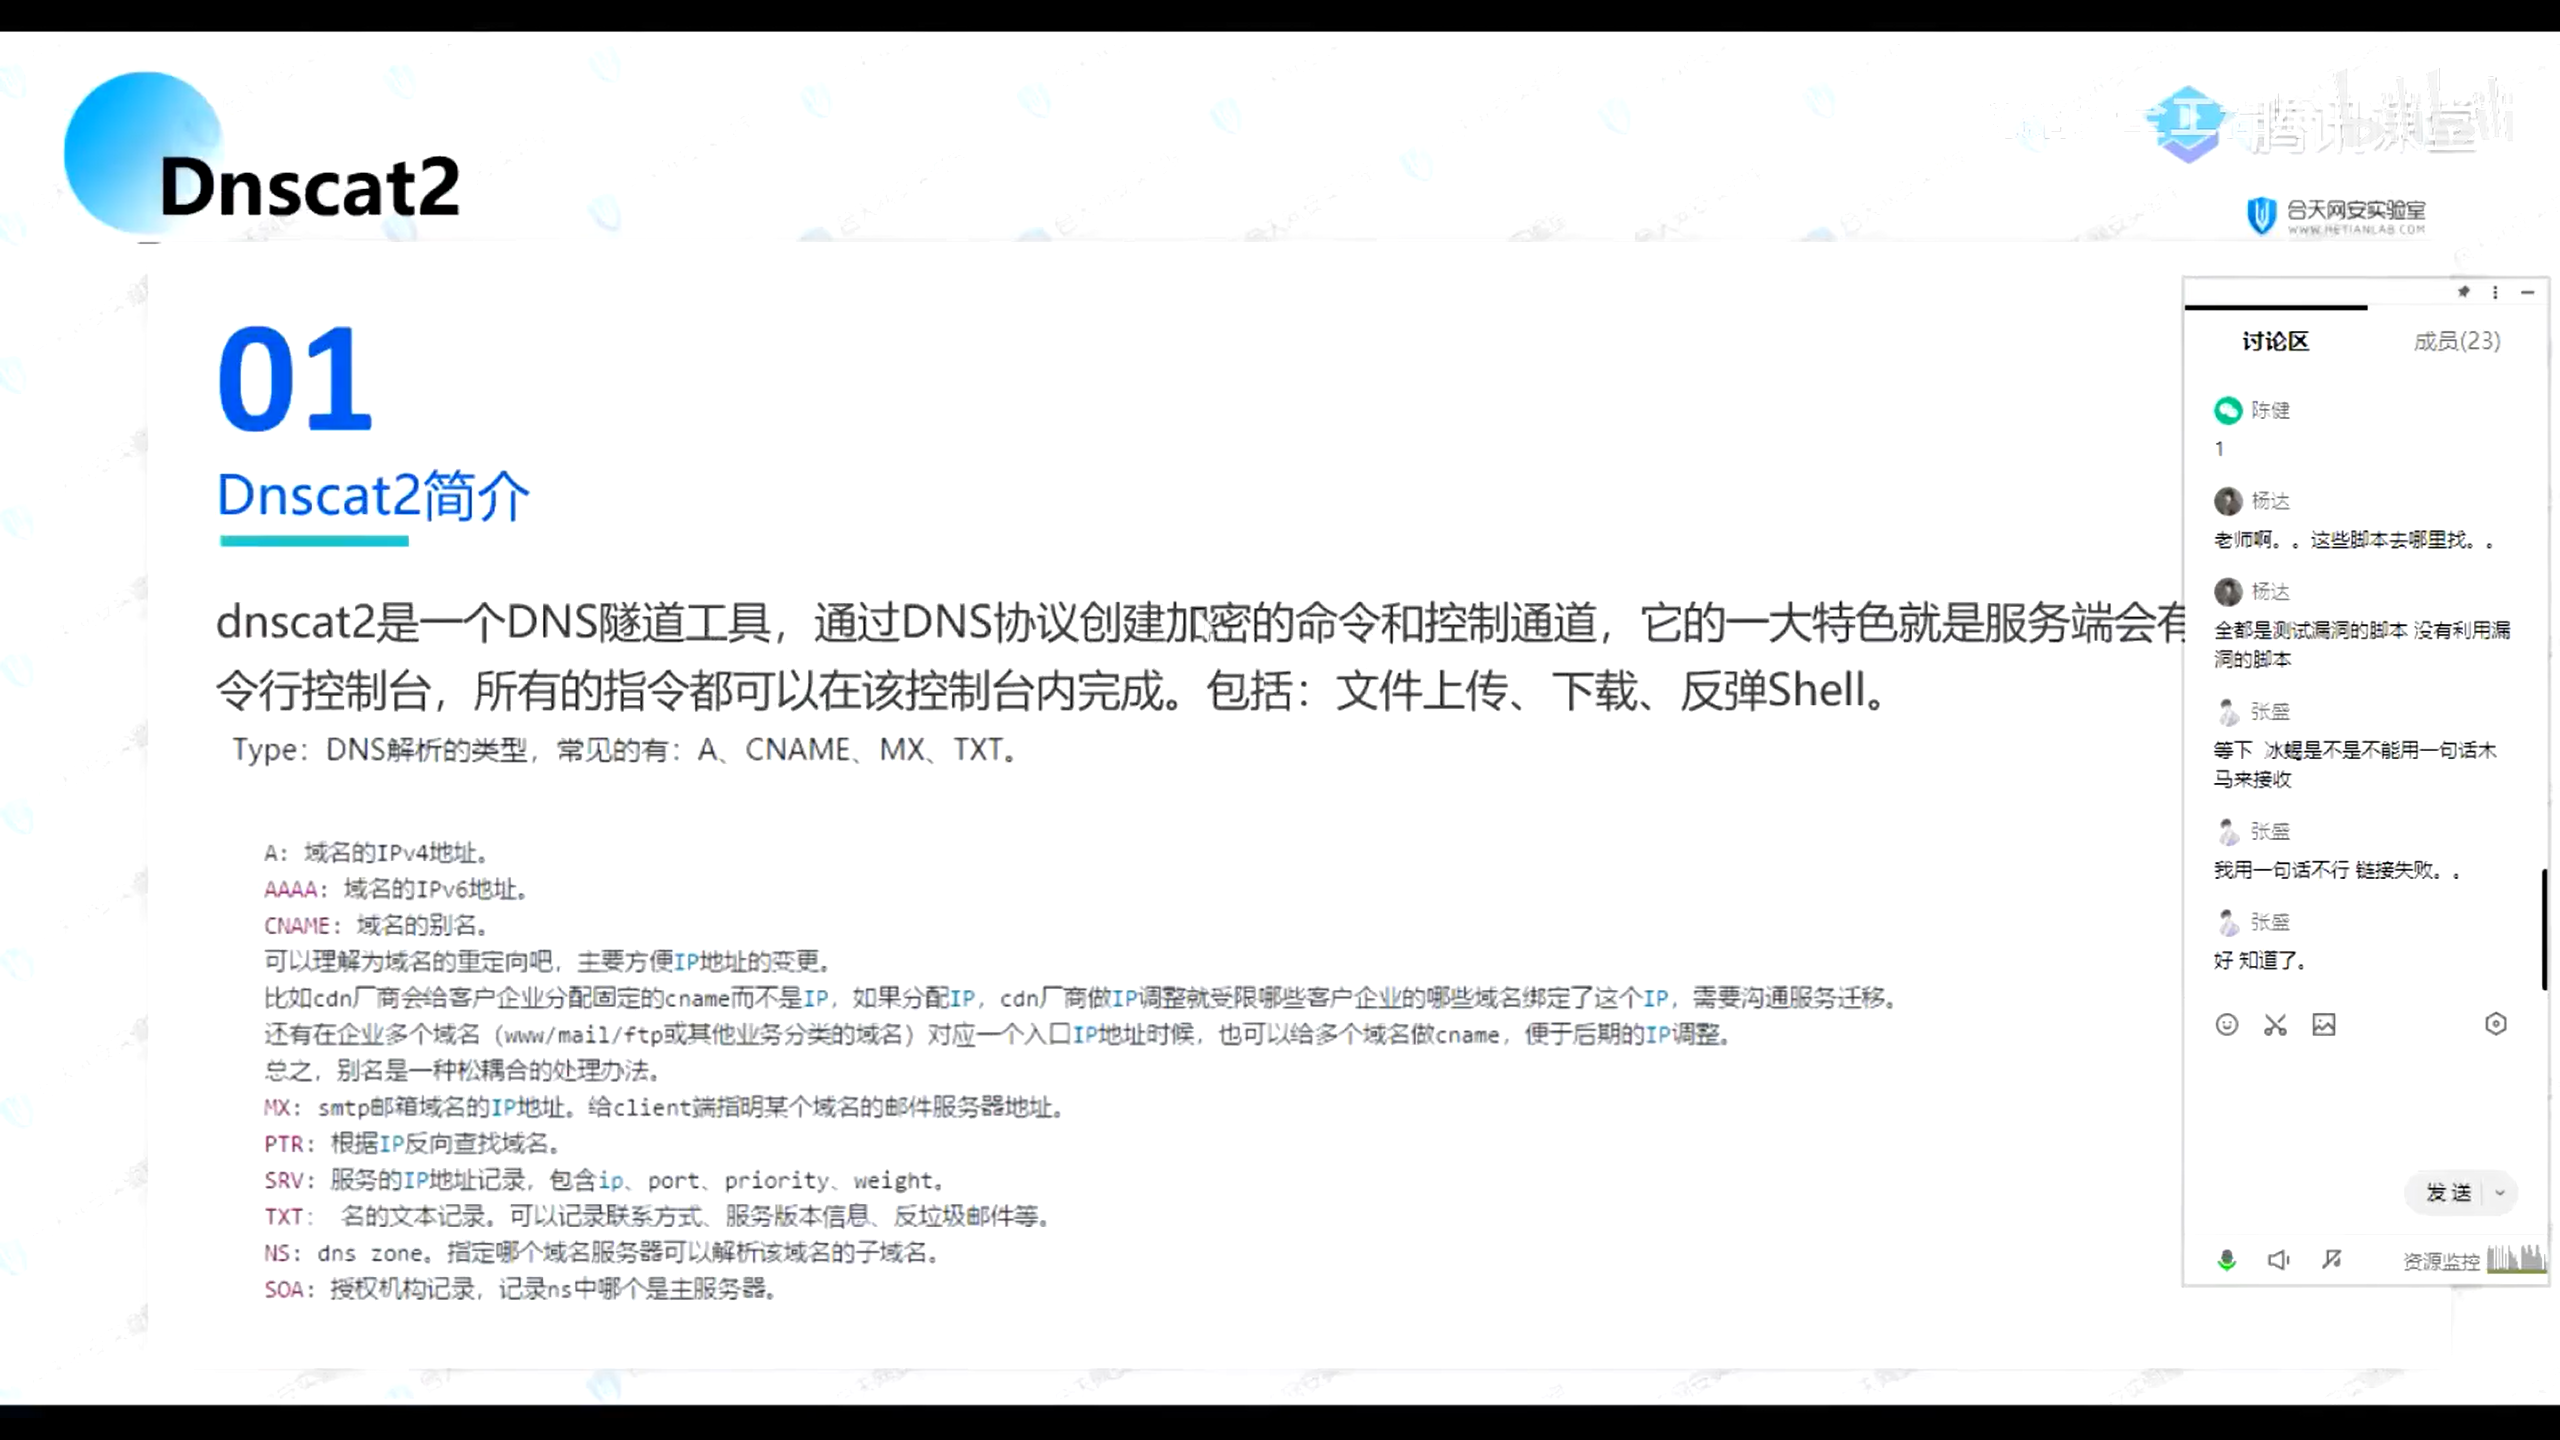 Dnscat2
腾讯课堂
合天网安实验室
WWW.HETIANLAB.COM
01
Dnscat2简介
dnscat2是一个DNS隧道工具，通过DNS协议创建加密的命令和控制通道，它的一大特色就是服务端会有
令行控制台，所有的指令都可以在该控制台内完成。包括：文件上传、下载、反弹Shell。
Type：DNS解析的类型，常见的有：A、CNAME、MX、TXT。
A: 域名的IPv4地址。
AAAA: 域名的IPv6地址。
CNAME: 域名的别名。
可以理解为域名的重定向吧，主要方便IP地址的变更。
比如cdn厂商会给客户企业分配固定的cname而不是IP，如果分配IP，cdn厂商做IP调整就受限哪些客户企业的哪些域名绑定了这个IP，需要沟通服务迁移。
还有在企业多个域名（www/mail/ftp或其他业务分类的域名）对应一个入口IP地址时候，也可以给多个域名做cname，便于后期的IP调整。
总之，别名是一种松耦合的处理办法。
MX: smtp邮箱域名的IP地址。给client端指明某个域名的邮件服务器地址。
PTR: 根据IP反向查找域名。
SRV: 服务的IP地址记录，包含ip、port、priority、weight。
TXT: 名的文本记录。可以记录联系方式、服务版本信息、反垃圾邮件等。
NS: dns zone。指定哪个域名服务器可以解析该域名的子域名。
SOA: 授权机构记录，记录ns中哪个是主服务器。
讨论区 成员(23)
陈健
1
杨达
老师啊。。这些脚本去哪里找。。
杨达
全都是测试漏洞的脚本 没有利用漏
洞的脚本
张盛
等下 冰蝎是不是不能用一句话木
马来接收
张盛
我用一句话不行 链接失败。。
张盛
好 知道了。
发送
资源监控